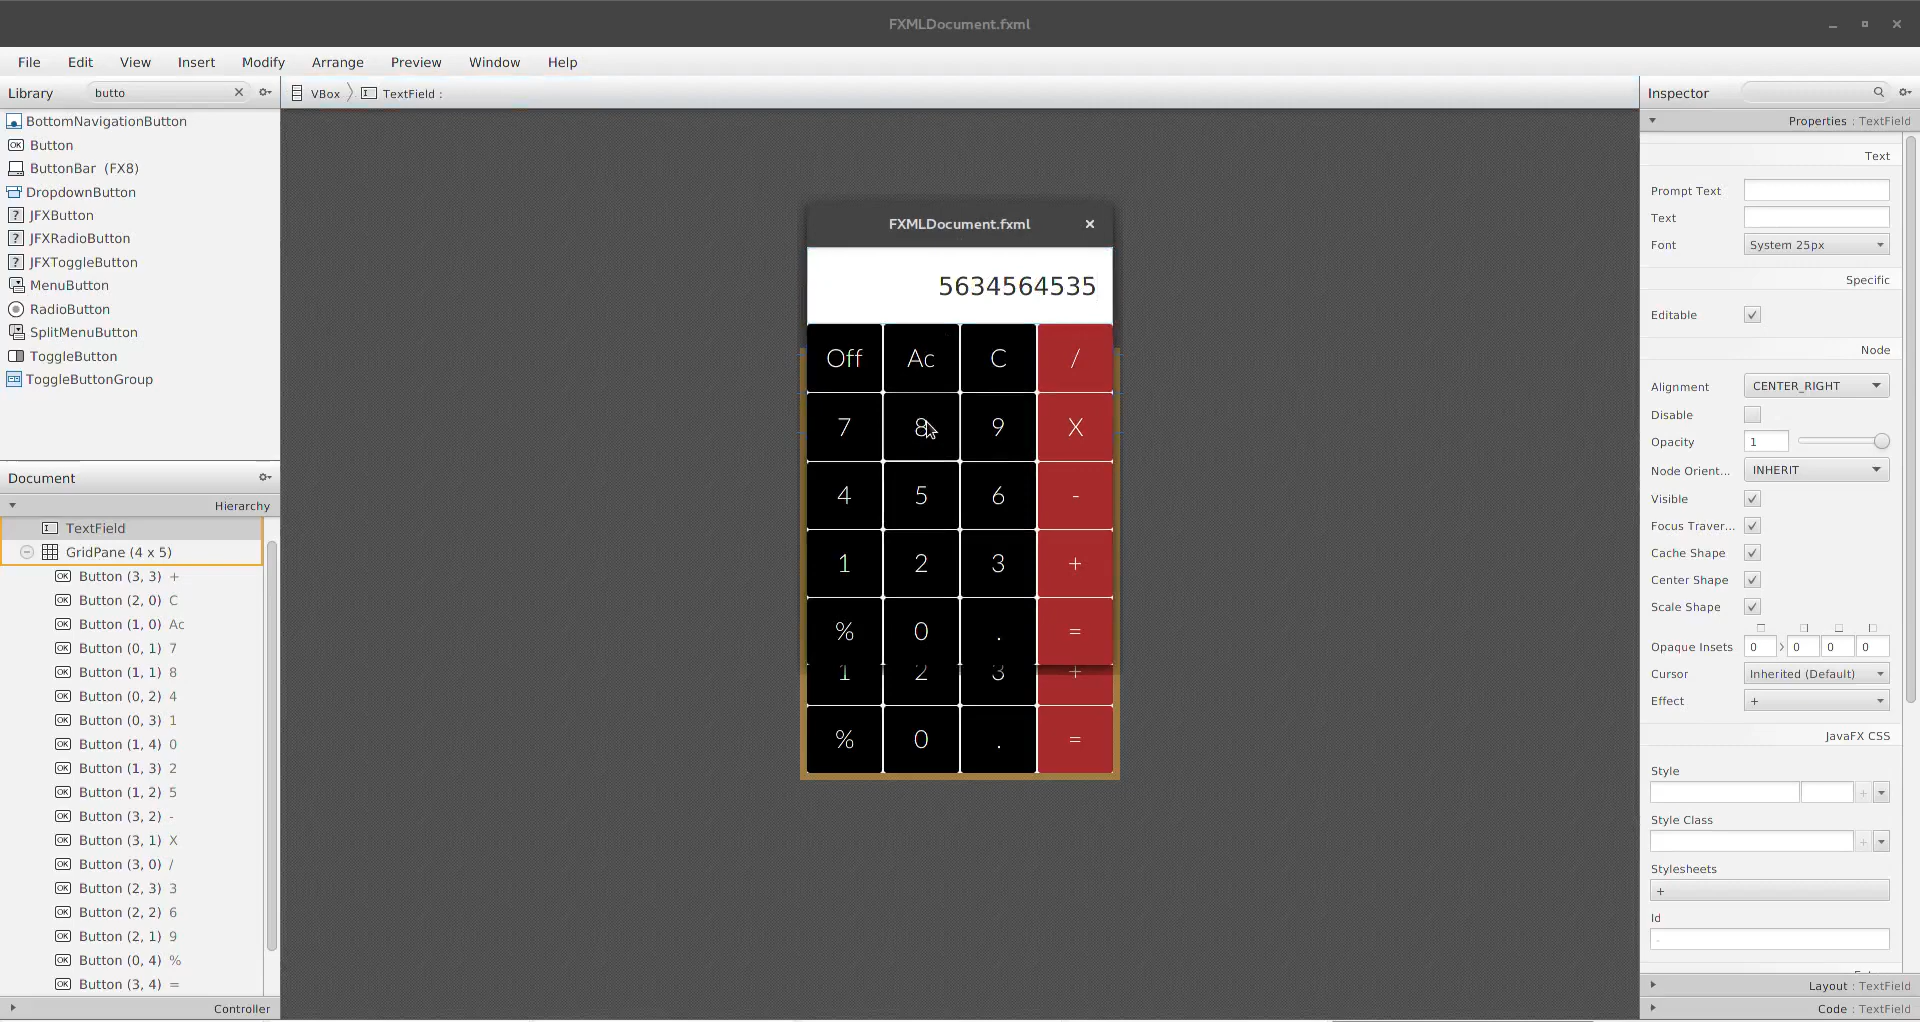 FXMLDocument.fxml
File Edit View Insert Modify Arrange Preview Window Help
Library butto
BottomNavigationButton
Button
ButtonBar (FX8)
DropdownButton
JFXButton
JFXRadioButton
JFXToggleButton
MenuButton
RadioButton
SplitMenuButton
ToggleButton
ToggleButtonGroup
Document
Hierarchy
TextField
GridPane (4 x 5)
Button (3, 3) +
Button (2, 0) C
Button (1, 0) Ac
Button (0, 1) 7
Button (1, 1) 8
Button (0, 2) 4
Button (0, 3) 1
Button (1, 4) 0
Button (1, 3) 2
Button (1, 2) 5
Button (3, 2) -
Button (3, 1) X
Button (3, 0) /
Button (2, 3) 3
Button (2, 2) 6
Button (2, 1) 9
Button (0, 4) %
Button (3, 4) =
Controller
VBox TextField :
FXMLDocument.fxml
5634564535
Off Ac C /
7 8 9 X
4 5 6 -
1 2 3 +
% 0 . =
1 2 3 +
% 0 . =
Inspector
Properties : TextField
Text
Prompt Text
Text
Font System 25px
Specific
Editable
Node
Alignment CENTER_RIGHT
Disable
Opacity 1
Node Orient... INHERIT
Visible
Focus Traver...
Cache Shape
Center Shape
Scale Shape
Opaque Insets 0 0 0 0
Cursor Inherited (Default)
Effect +
JavaFX CSS
Style
+
Style Class
+
Stylesheets
+
Id
-
Layout : TextField
Code : TextField